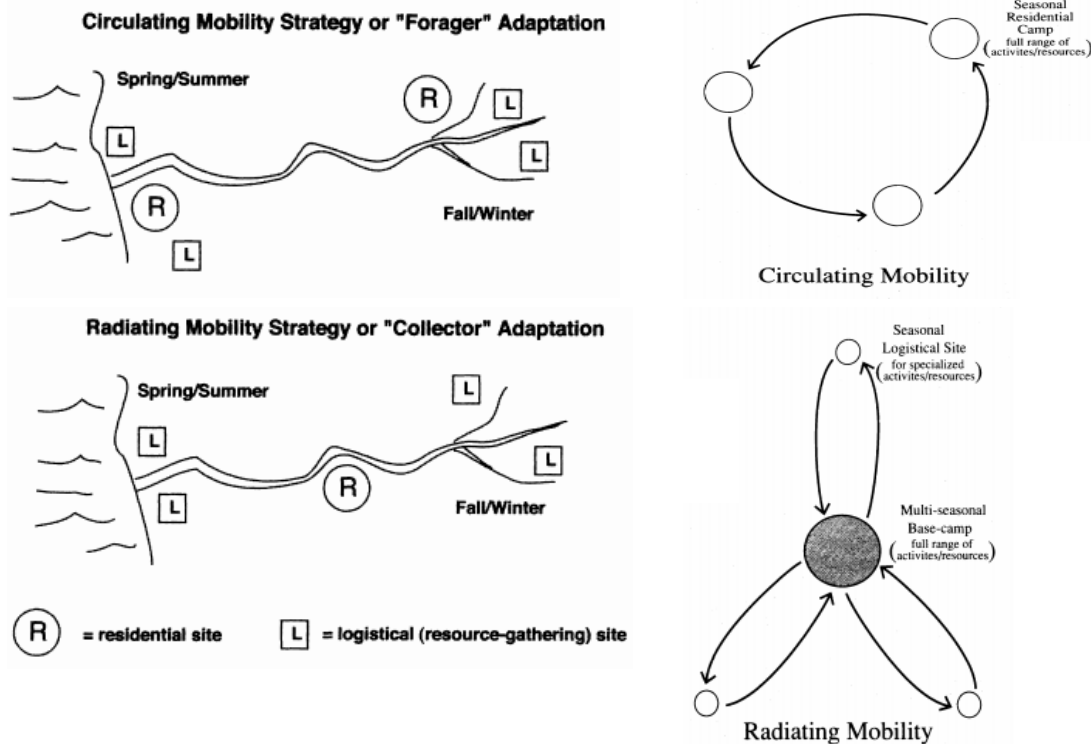 Circulating Mobility Strategy or "Forager" Adaptation
Spring/Summer
R
L
L
L
R
Fall/Winter
L
Seasonal
Residential
Camp
( full range of
activites/resources )
Circulating Mobility
Radiating Mobility Strategy or "Collector" Adaptation
Spring/Summer
L
L
L
L
R
Fall/Winter
R = residential site
L = logistical (resource-gathering) site
Seasonal
Logistical Site
( for specialized
activites/resources )
Multi-seasonal
Base-camp
( full range of
activites/resources )
Radiating Mobility